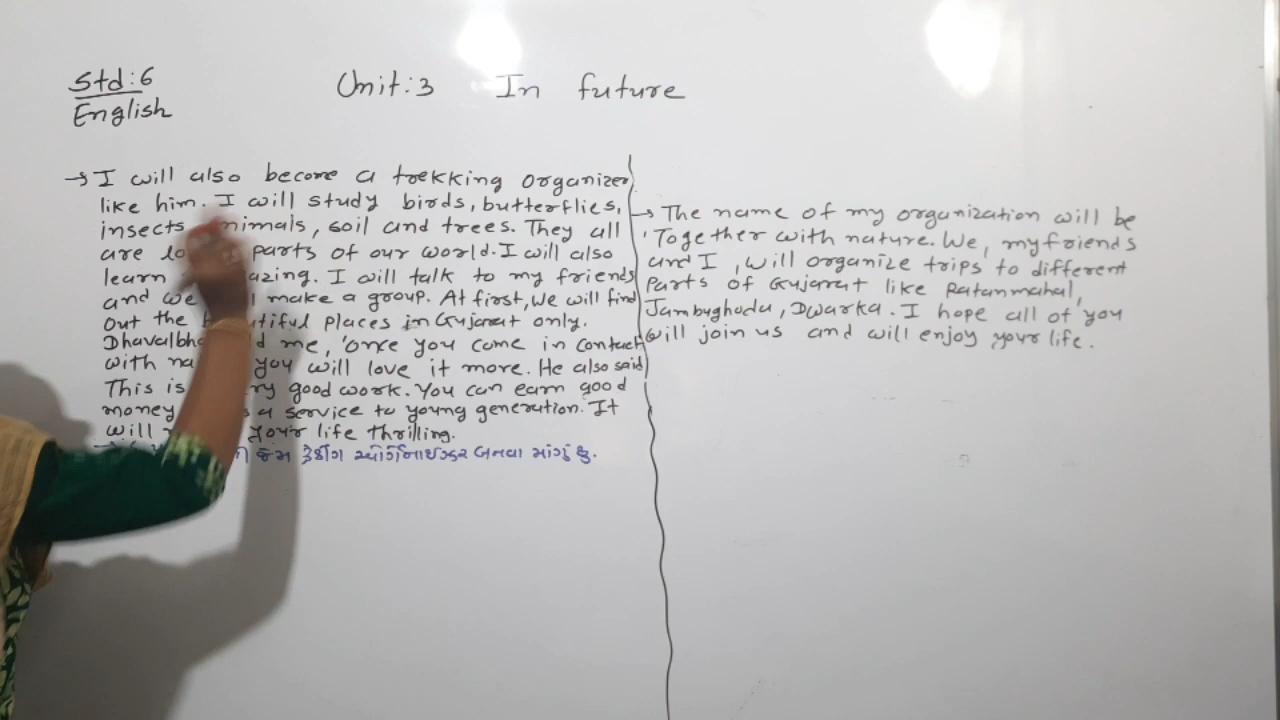 Std:6
English
Unit:3 In future
→ I will also become a trekking organizer
like him. I will study birds, butterflies,
insects, animals, soil and trees. They all
are parts of our world. I will also
learn . I will talk to my friends
and we make a group. At first, we will find
out the places in Gujarat only.
me, 'once you come in contact
with you will love it more. He also said
This is good work. You can earn good
money a service to young generation. It
will your life thrilling.
જેમ ટ્રેકીંગ ઓર્ગેનાઈઝર બનવા માંગું છું.
→ The name of my organization will be
'Together with nature. We, my friends
and I, will organize trips to different
parts of Gujarat like Ratanmahal,
Jambughoda, Dwarka. I hope all of you
will join us and will enjoy your life.